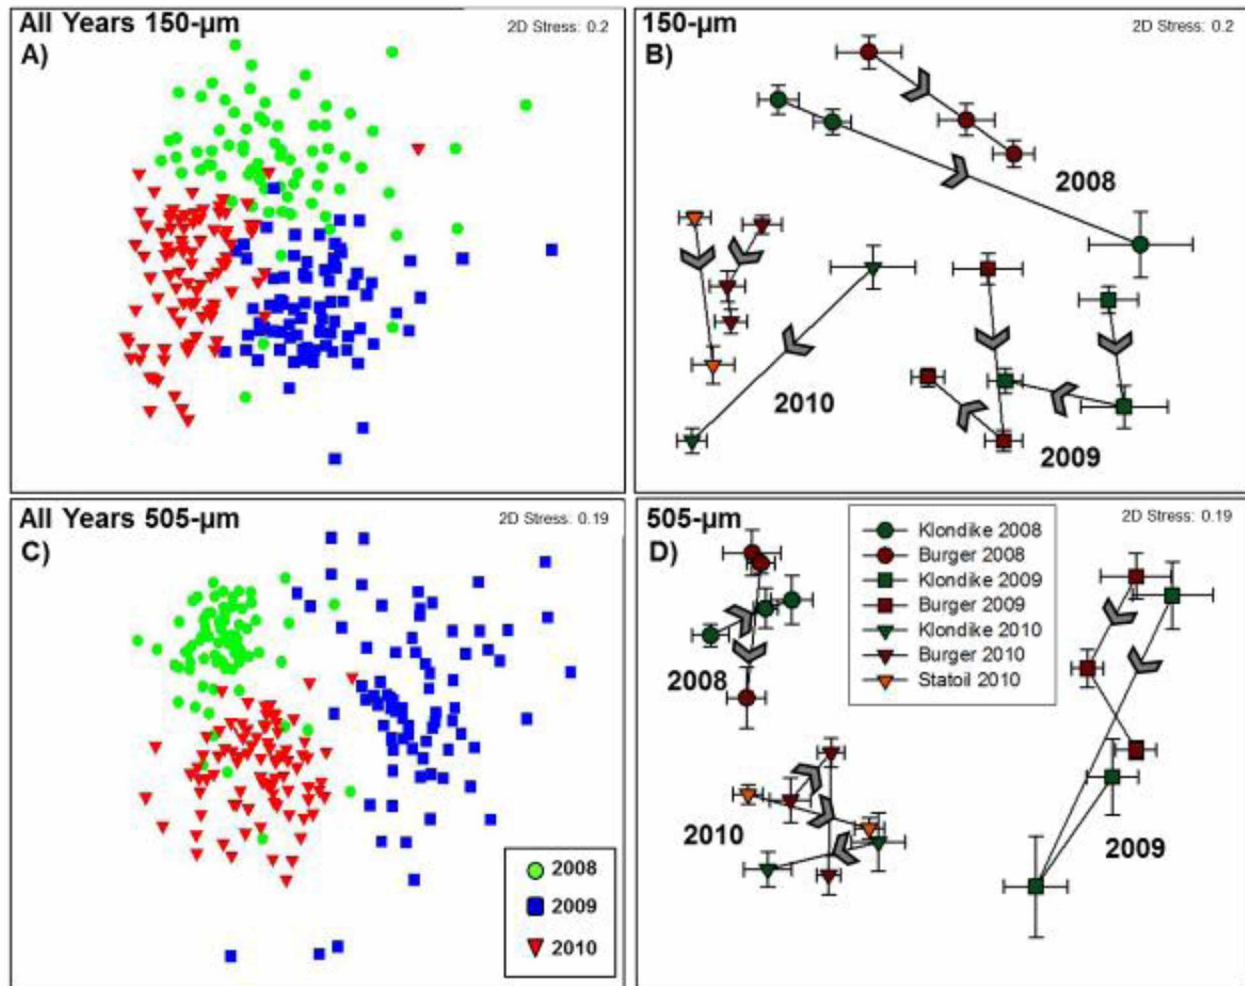 All Years 150-µm
2D Stress: 0.2
A)
150-µm
2D Stress: 0.2
B)
2008
2010
2009
All Years 505-µm
2D Stress: 0.19
C)
2008
2009
2010
505-µm
2D Stress: 0.19
D)
Klondike 2008
Burger 2008
Klondike 2009
Burger 2009
Klondike 2010
Burger 2010
Statoil 2010
2008
2010
2009